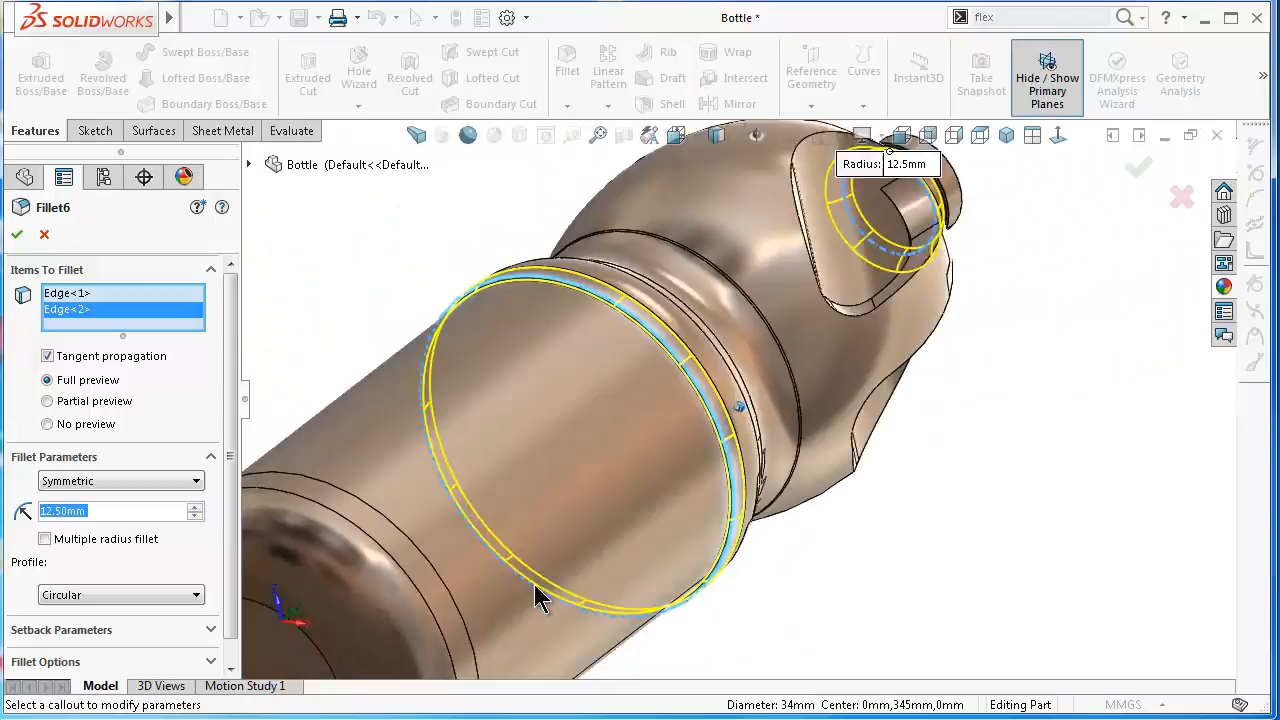 SOLIDWORKS
Bottle *
flex
Extruded Boss/Base
Revolved Boss/Base
Swept Boss/Base
Lofted Boss/Base
Boundary Boss/Base
Extruded Cut
Hole Wizard
Revolved Cut
Swept Cut
Lofted Cut
Boundary Cut
Fillet
Linear Pattern
Rib
Draft
Shell
Wrap
Intersect
Mirror
Reference Geometry
Curves
Instant3D
Take Snapshot
Hide / Show Primary Planes
DFMXpress Analysis Wizard
Geometry Analysis
Features
Sketch
Surfaces
Sheet Metal
Evaluate
Bottle (Default<<Default...
Radius: 12.5mm
Fillet6
Items To Fillet
Edge<1>
Edge<2>
Tangent propagation
Full preview
Partial preview
No preview
Fillet Parameters
Symmetric
12.50mm
Multiple radius fillet
Profile:
Circular
Setback Parameters
Fillet Options
Model
3D Views
Motion Study 1
Select a callout to modify parameters
Diameter: 34mm Center: 0mm,345mm,0mm
Editing Part
MMGS